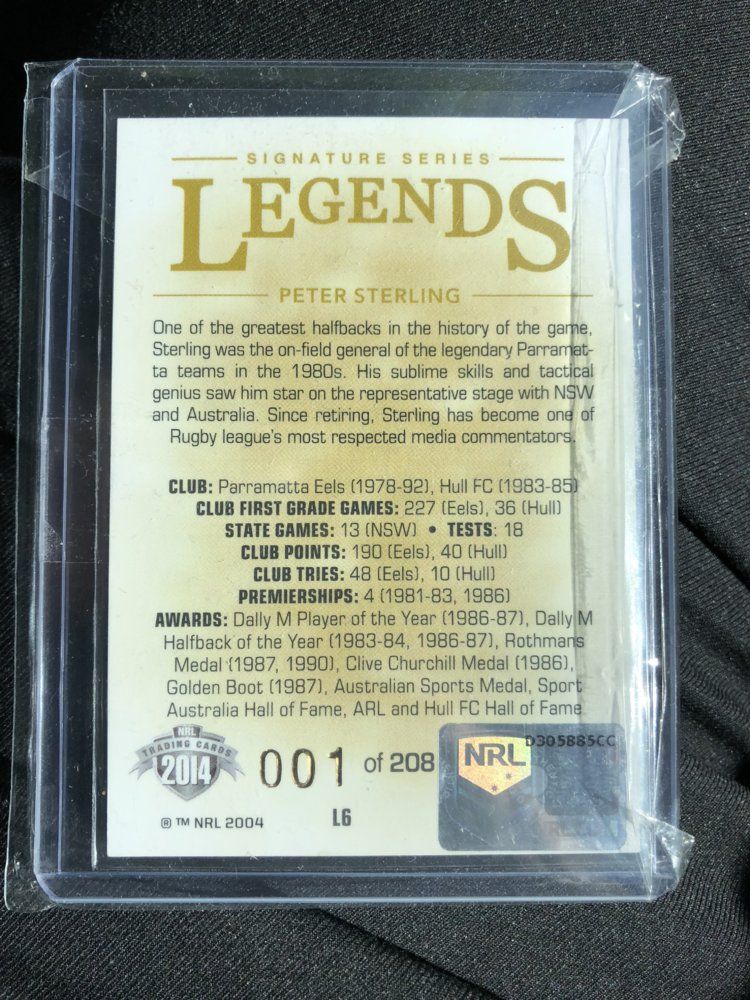 SIGNATURE SERIES
LEGENDS
PETER STERLING
One of the greatest halfbacks in the history of the game,
Sterling was the on-field general of the legendary Parramat-
ta teams in the 1980s. His sublime skills and tactical
genius saw him star on the representative stage with NSW
and Australia. Since retiring, Sterling has become one of
Rugby league's most respected media commentators.
CLUB: Parramatta Eels (1978-92), Hull FC (1983-85)
CLUB FIRST GRADE GAMES: 227 (Eels), 36 (Hull)
STATE GAMES: 13 (NSW) • TESTS: 18
CLUB POINTS: 190 (Eels), 40 (Hull)
CLUB TRIES: 48 (Eels), 10 (Hull)
PREMIERSHIPS: 4 (1981-83, 1986)
AWARDS: Dally M Player of the Year (1986-87), Dally M
Halfback of the Year (1983-84, 1986-87), Rothmans
Medal (1987, 1990), Clive Churchill Medal (1986),
Golden Boot (1987), Australian Sports Medal, Sport
Australia Hall of Fame, ARL and Hull FC Hall of Fame
NRL
TRADING CARDS
2014
001 of 208
NRL
D305885CC
® ™ NRL 2004
L6